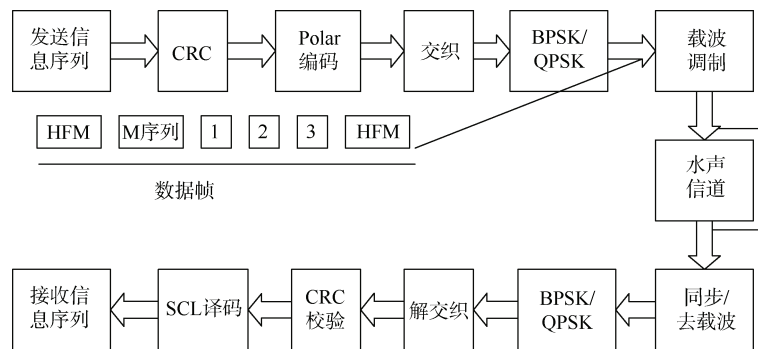 发送信
息序列
CRC
Polar
编码
交织
BPSK/
QPSK
载波
调制
HFM
M序列
1
2
3
HFM
数据帧
水声
信道
接收信
息序列
SCL译码
CRC
校验
解交织
BPSK/
QPSK
同步/
去载波